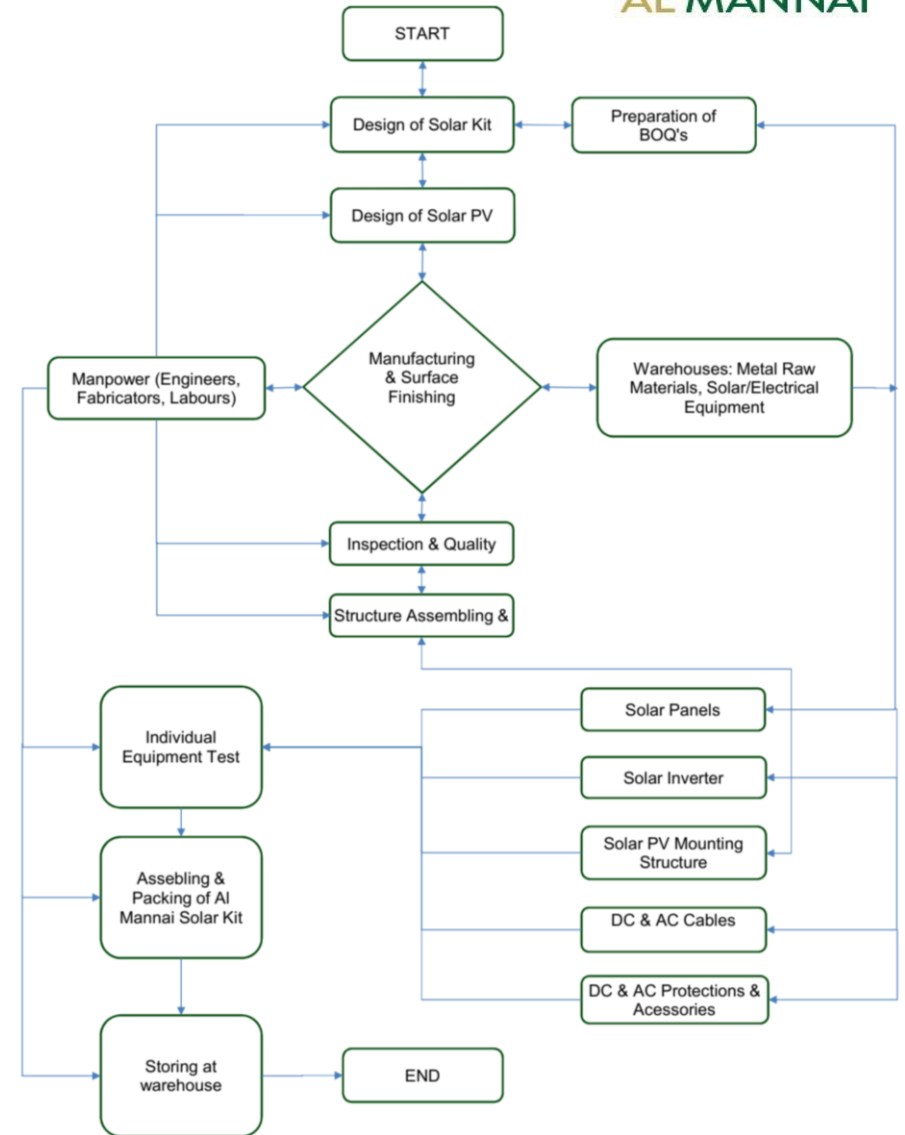 AL MANNAI
START
Design of Solar Kit
Preparation of
BOQ's
Design of Solar PV
Manufacturing
& Surface
Finishing
Manpower (Engineers,
Fabricators, Labours)
Warehouses: Metal Raw
Materials, Solar/Electrical
Equipment
Inspection & Quality
Structure Assembling &
Solar Panels
Individual
Equipment Test
Solar Inverter
Solar PV Mounting
Structure
Assebling &
Packing of Al
Mannai Solar Kit
DC & AC Cables
DC & AC Protections &
Acessories
Storing at
warehouse
END